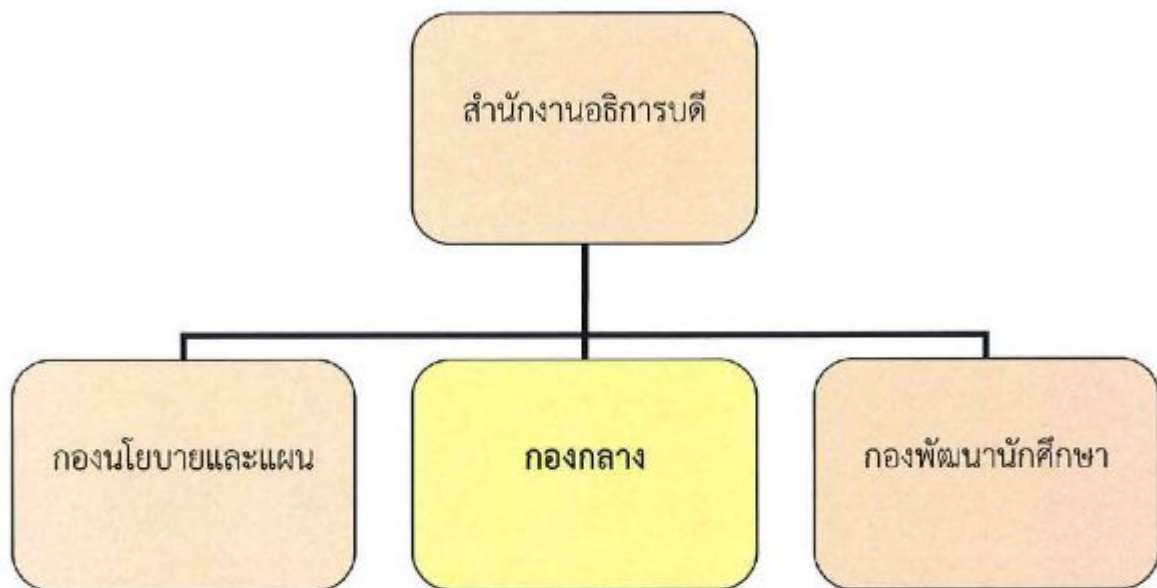 สำนักงานอธิการบดี
กองนโยบายและแผน
กองกลาง
กองพัฒนานักศึกษา